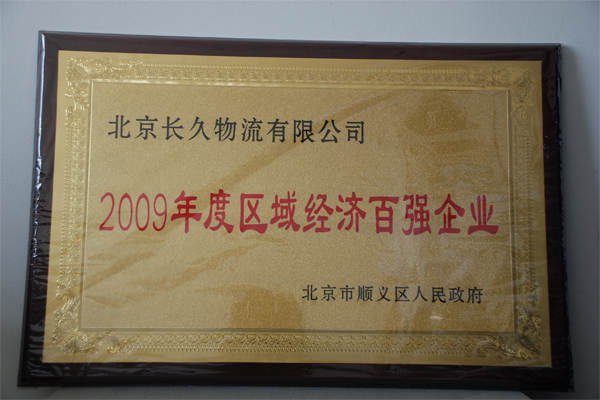 北京长久物流有限公司
2009年度区域经济百强企业
北京市顺义区人民政府